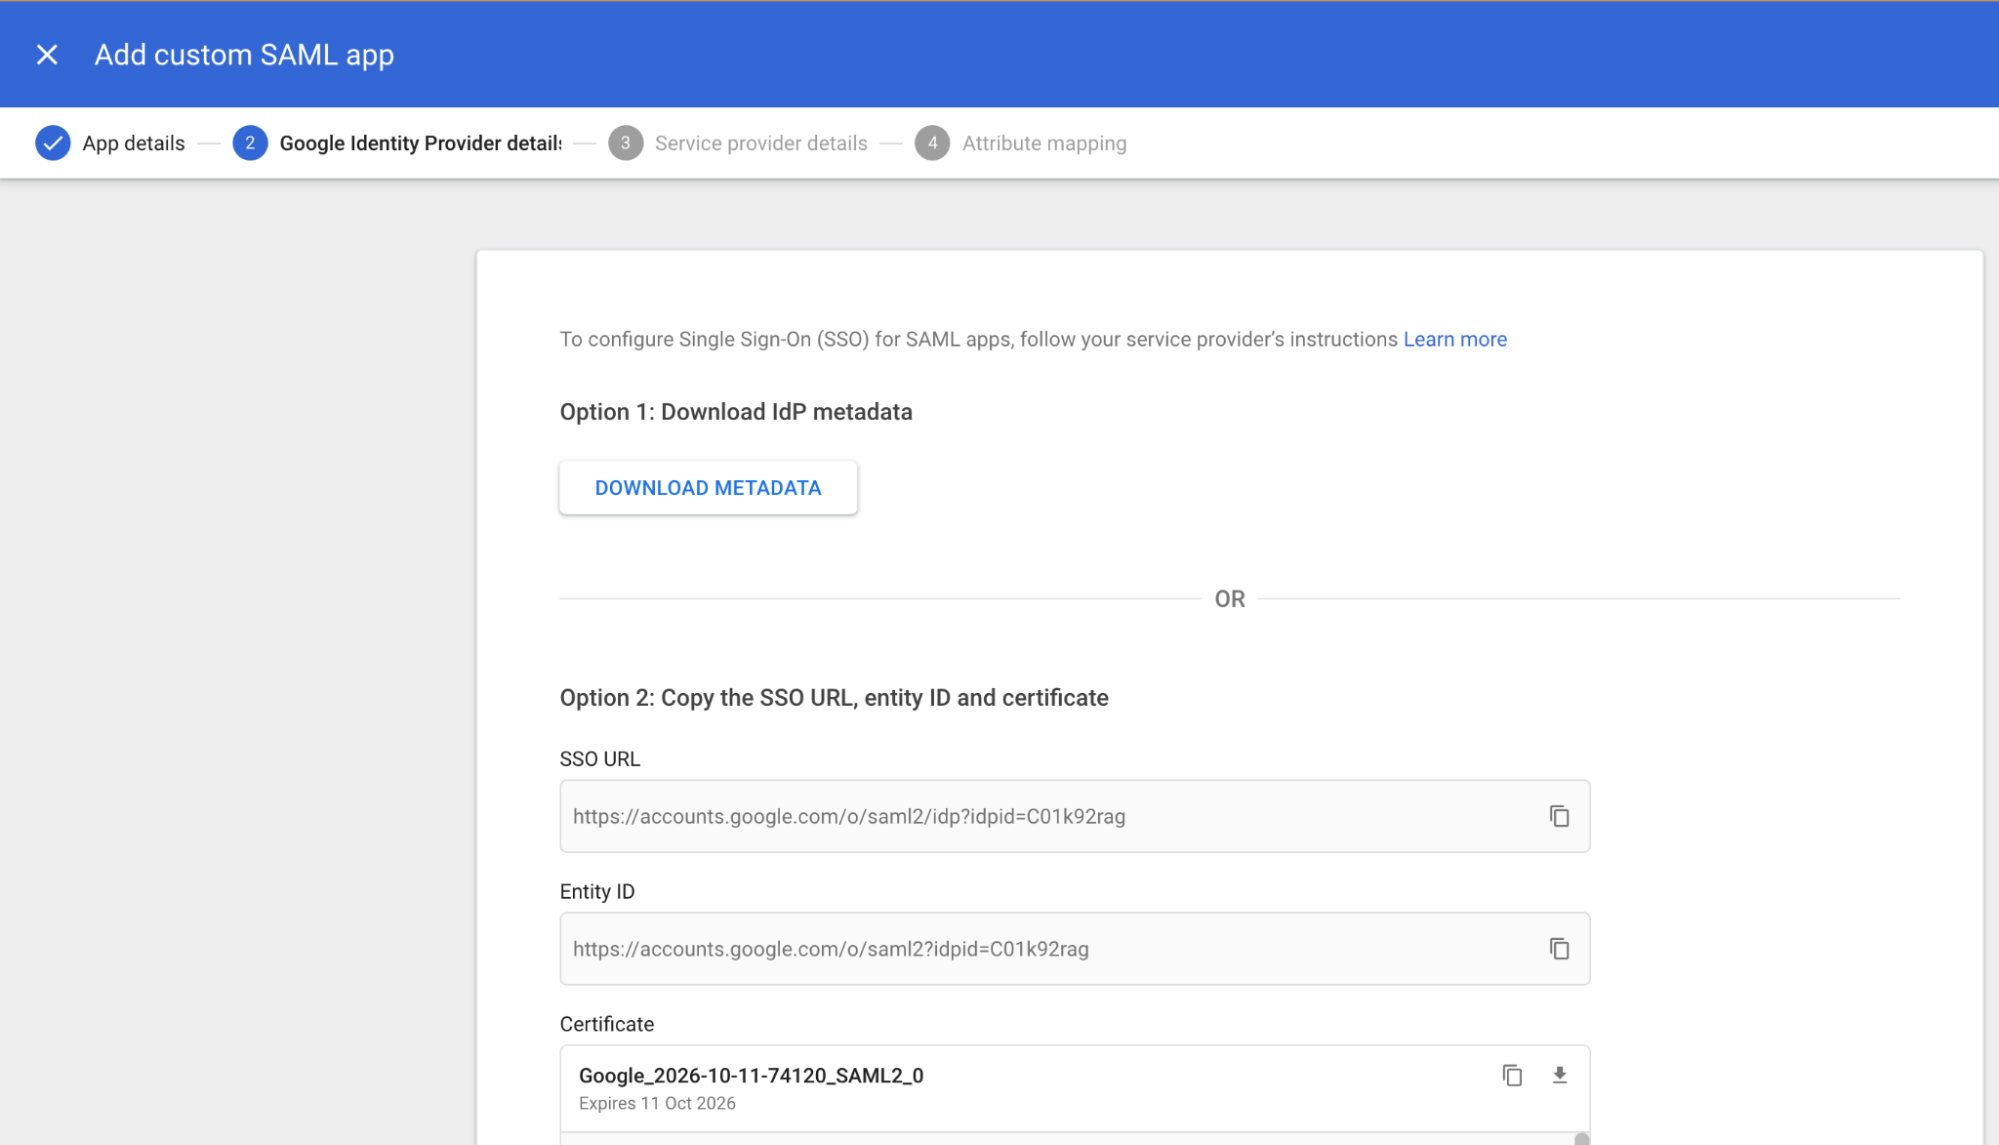 Add custom SAML app
App details
2 Google Identity Provider details
3 Service provider details
4 Attribute mapping
To configure Single Sign-On (SSO) for SAML apps, follow your service provider’s instructions Learn more
Option 1: Download IdP metadata
DOWNLOAD METADATA
OR
Option 2: Copy the SSO URL, entity ID and certificate
SSO URL
https://accounts.google.com/o/saml2/idp?idpid=C01k92rag
Entity ID
https://accounts.google.com/o/saml2?idpid=C01k92rag
Certificate
Google_2026-10-11-74120_SAML2_0
Expires 11 Oct 2026